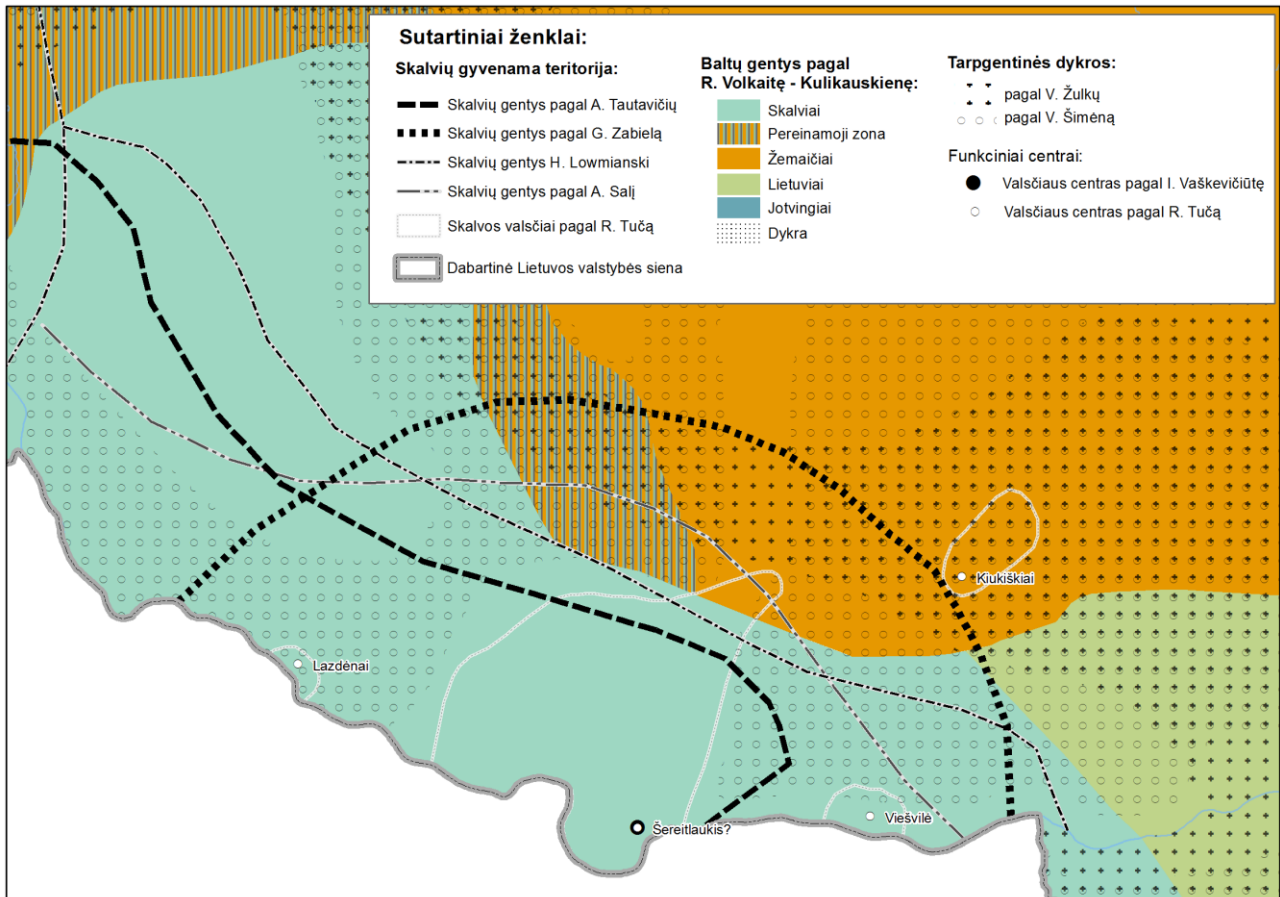 Sutartiniai ženklai:
Skalvių gyvenama teritorija:
Skalvių gentys pagal A. Tautavičių
Skalvių gentys pagal G. Zabielą
Skalvių gentys H. Lowmianski
Skalvių gentys pagal A. Salį
Skalvos valsčiai pagal R. Tučą
Dabartinė Lietuvos valstybės siena
Baltų gentys pagal
R. Volkaitę - Kulikauskienę:
Skalviai
Pereinamoji zona
Žemaičiai
Lietuviai
Jotvingiai
Dykra
Tarpgentinės dykros:
pagal V. Žulkų
pagal V. Šimėną
Funkciniai centrai:
Valsčiaus centras pagal I. Vaškevičiūtę
Valsčiaus centras pagal R. Tučą
Kiukiškiai
Lazdėnai
Viešvilė
Šereitlaukis?